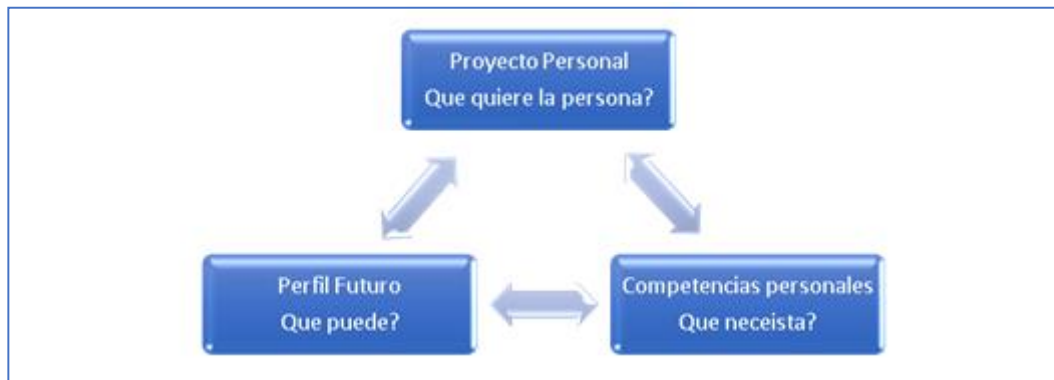 Proyecto Personal
Que quiere la persona?
Perfil Futuro
Que puede?
Competencias personales
Que neceista?